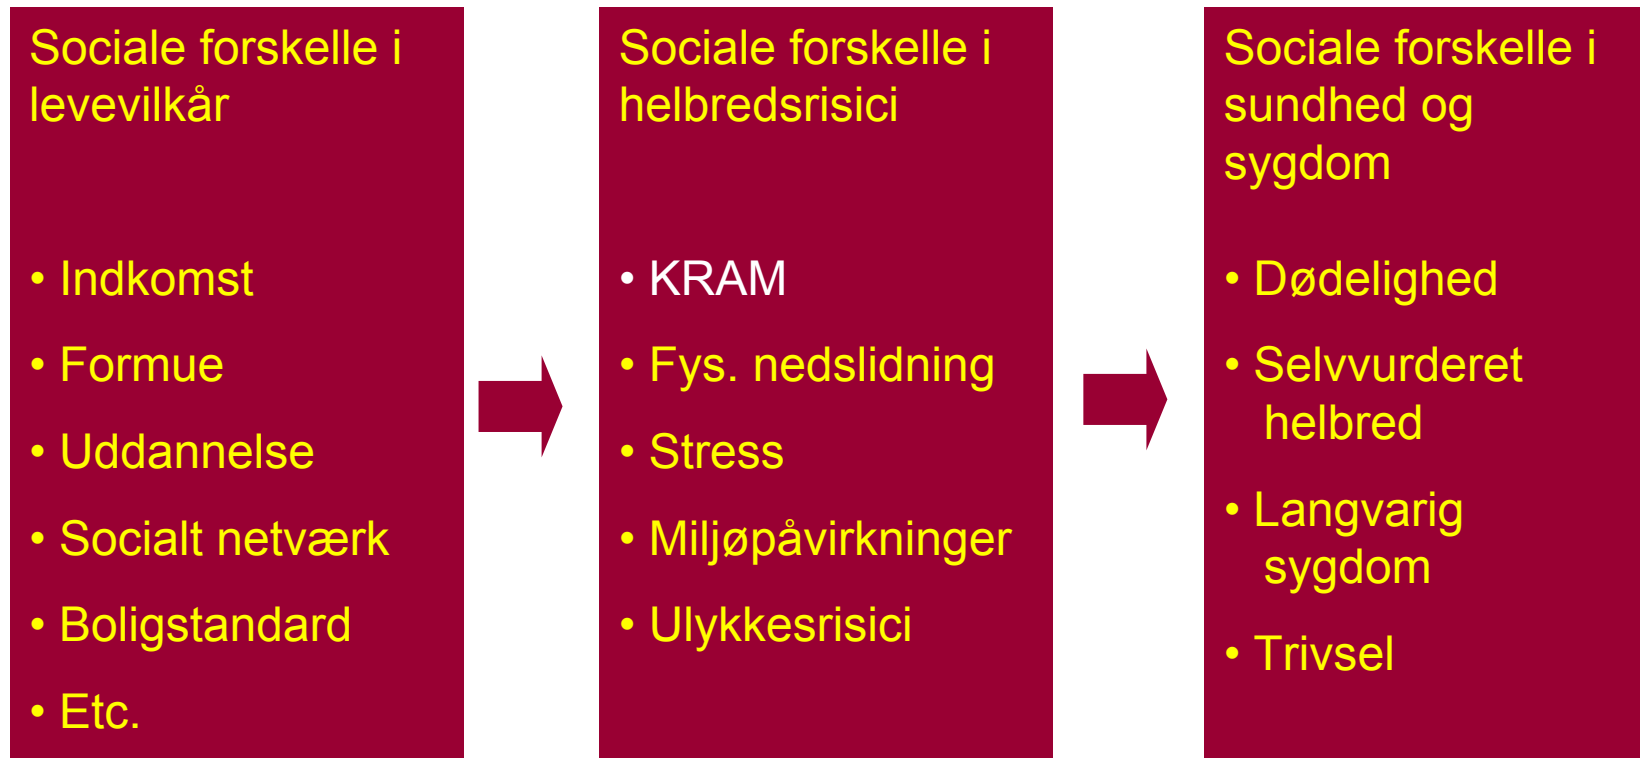 Sociale forskelle i
levevilkår
• Indkomst
• Formue
• Uddannelse
• Socialt netværk
• Boligstandard
• Etc.
Sociale forskelle i
helbredsrisici
• KRAM
• Fys. nedslidning
• Stress
• Miljøpåvirkninger
• Ulykkesrisici
Sociale forskelle i
sundhed og
sygdom
• Dødelighed
• Selvvurderet
helbred
• Langvarig
sygdom
• Trivsel